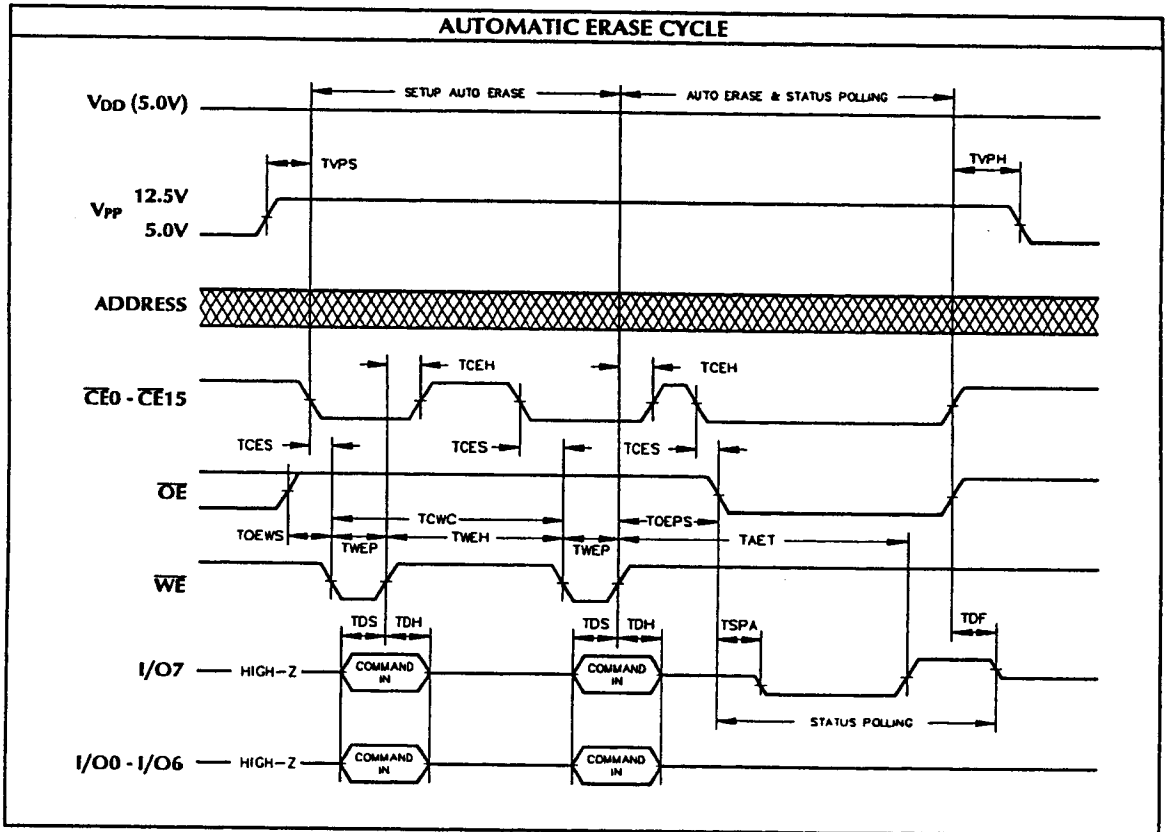 AUTOMATIC ERASE CYCLE
SETUP AUTO ERASE
AUTO ERASE & STATUS POLLING
VDD (5.0V)
TVPS
TVPH
VPP
12.5V
5.0V
ADDRESS
TCEH
TCEH
CE0 - CE15
TCES
TCES
TCES
OE
TCWC
TOEPS
TOEWS
TWEP
TWEH
TWEP
TAET
WE
TDS
TDH
TDS
TDH
TSPA
TDF
I/O7
HIGH-Z
COMMAND
IN
COMMAND
IN
STATUS POLLING
I/O0 - I/O6
HIGH-Z
COMMAND
IN
COMMAND
IN